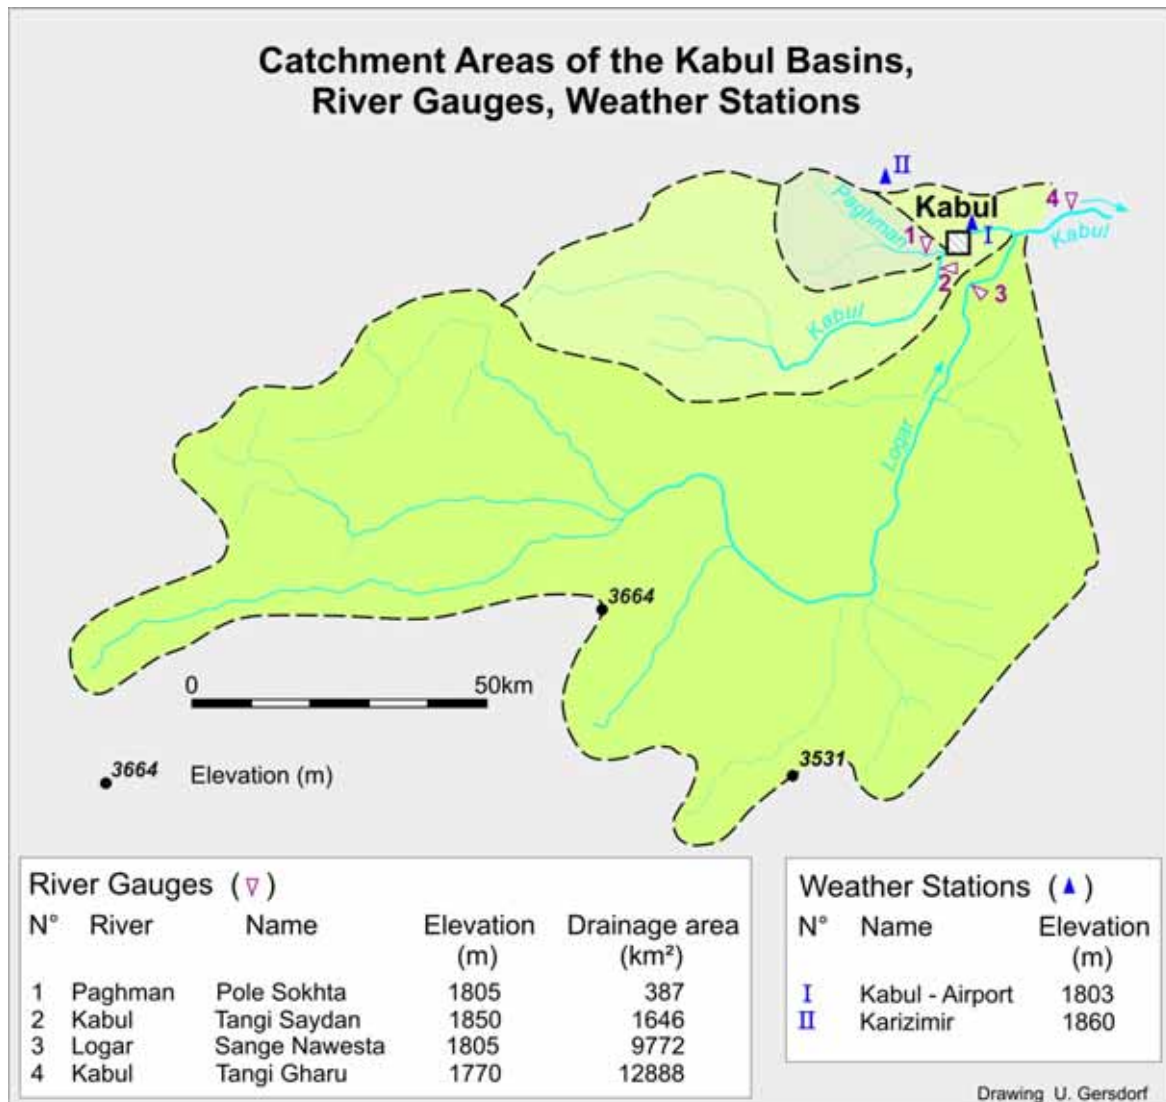 Catchment Areas of the Kabul Basins,
River Gauges, Weather Stations
II
4
Paghman
Kabul
1
I
Kabul
2
3
Kabul
Logar
3664
0 50km
3664 Elevation (m)
3531
River Gauges ( )
N° River Name Elevation (m) Drainage area (km²)
1 Paghman Pole Sokhta 1805 387
2 Kabul Tangi Saydan 1850 1646
3 Logar Sange Nawesta 1805 9772
4 Kabul Tangi Gharu 1770 12888
Weather Stations ( )
N° Name Elevation (m)
I Kabul - Airport 1803
II Karizimir 1860
Drawing U. Gersdorf